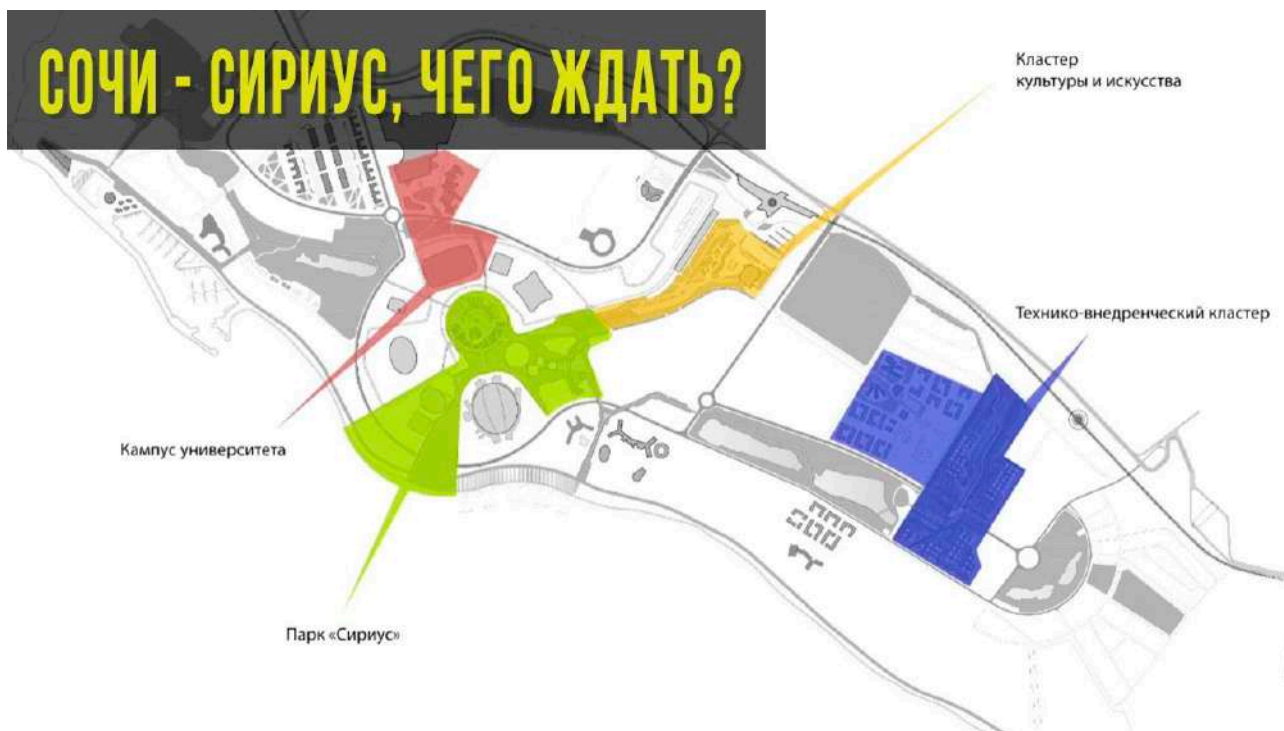 СОЧИ - СИРИУС, ЧЕГО ЖДАТЬ?
Кластер
культуры и искусства
Технико-внедренческий кластер
Кампус университета
Парк «Сириус»